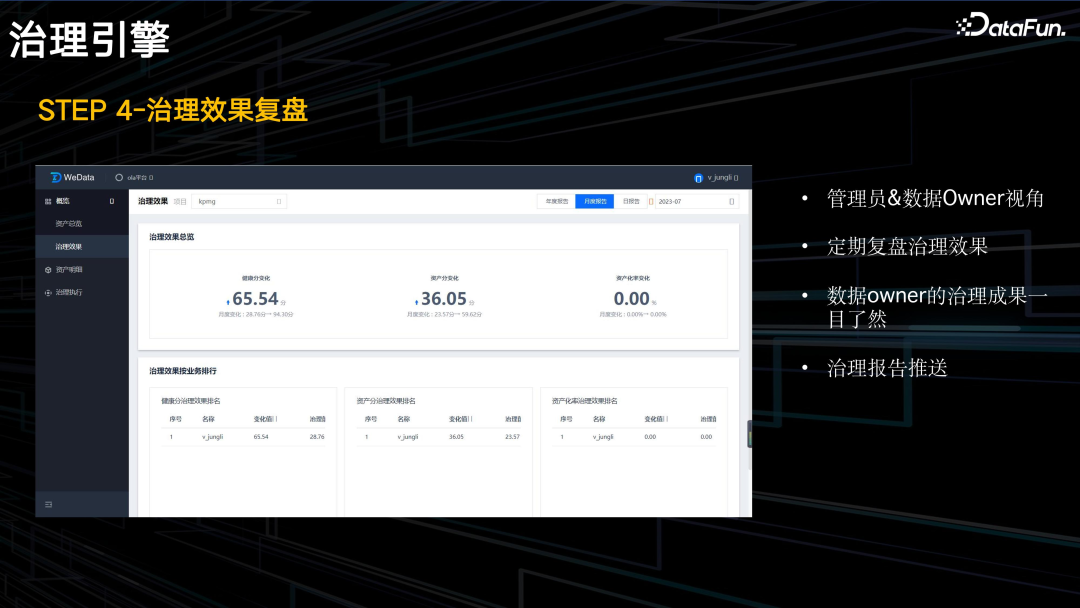 治理引擎
DataFun.
STEP 4-治理效果复盘
WeData
ola平台
v_jungli
概览
资产总览
治理效果
资产明细
治理执行
治理效果 项目 kpmg
年度报告 月度报告 日报告 2023-07
治理效果总览
健康分变化 资产分变化 资产化率变化
65.54 分 36.05 分 0.00 %
月度变化：28.76分→ 94.30分 月度变化：23.57分→ 59.62分 月度变化：0.00%→ 0.00%
治理效果按业务排行
健康分治理效果排名 资产分治理效果排名 资产化率治理效果排名
序号 名称 变化值 治理前 序号 名称 变化值 治理前 序号 名称 变化值 治理前
1 v_jungli 65.54 28.76 1 v_jungli 36.05 23.57 1 v_jungli 0.00 0.00
• 管理员&数据Owner视角
• 定期复盘治理效果
• 数据owner的治理成果一
目了然
• 治理报告推送